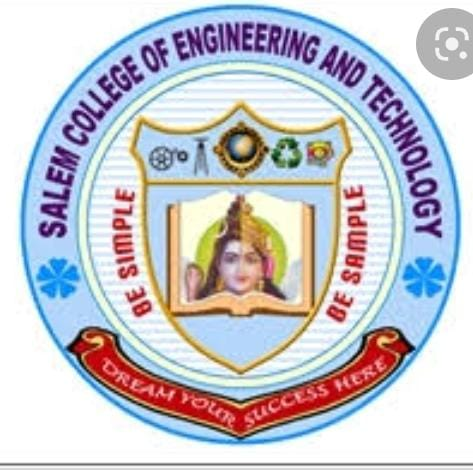 SALEM COLLEGE OF ENGINEERING AND TECHNOLOGY
BE SIMPLE
BE SAMPLE
DREAM YOUR SUCCESS HERE